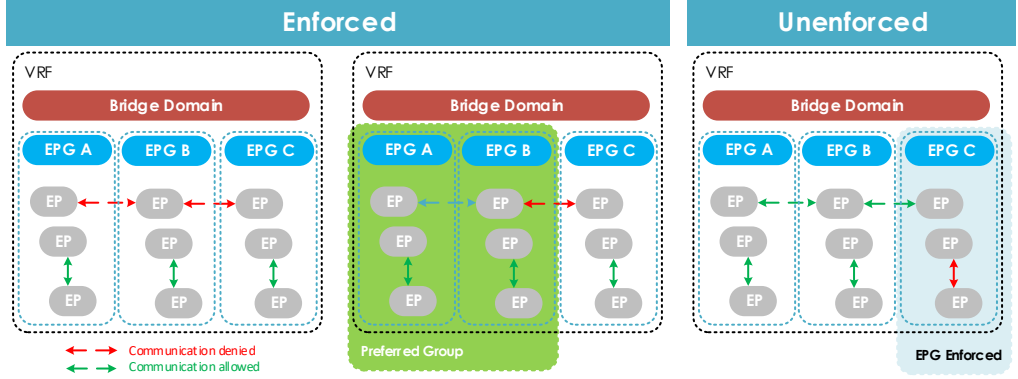 Enforced
Unenforced
VRF
Bridge Domain
EPG A
EPG B
EPG C
EP
EP
EP
EP
EP
EP
EP
EP
EP
VRF
Bridge Domain
EPG A
EPG B
EPG C
EP
EP
EP
EP
EP
EP
EP
EP
EP
Preferred Group
VRF
Bridge Domain
EPG A
EPG B
EPG C
EP
EP
EP
EP
EP
EP
EP
EP
EP
EPG Enforced
Communication denied
Communication allowed